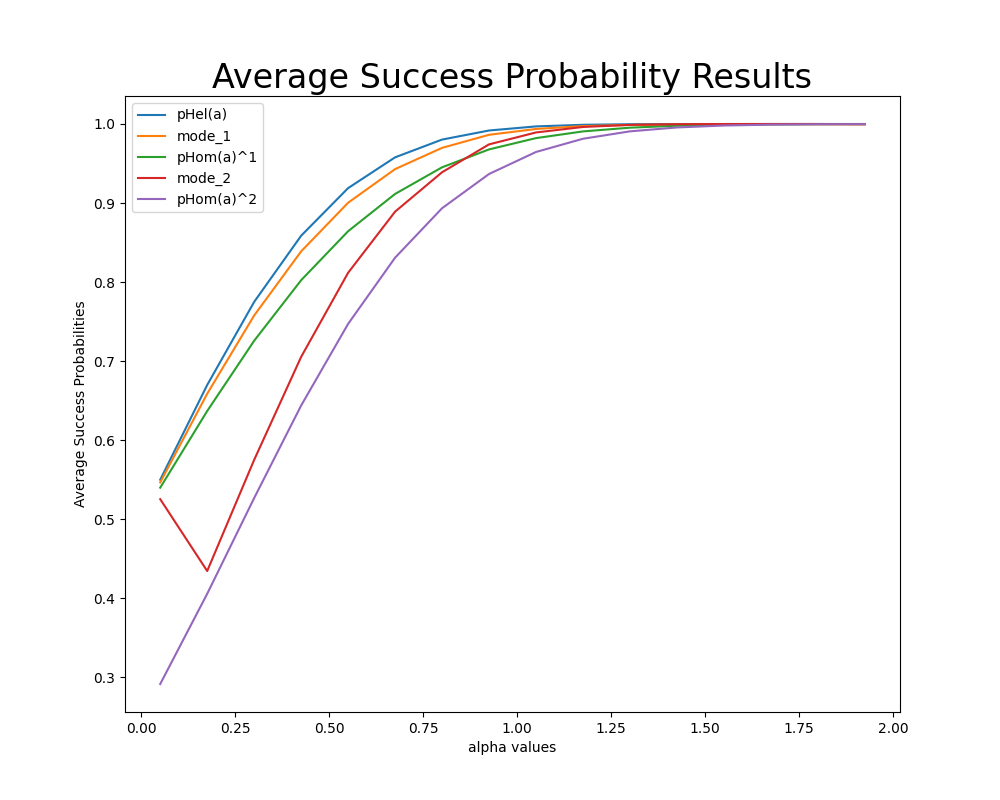 Average Success Probability Results
pHel(a)
mode_1
pHom(a)^1
mode_2
pHom(a)^2
Average Success Probabilities
1.0
0.9
0.8
0.7
0.6
0.5
0.4
0.3
0.00 0.25 0.50 0.75 1.00 1.25 1.50 1.75 2.00
alpha values